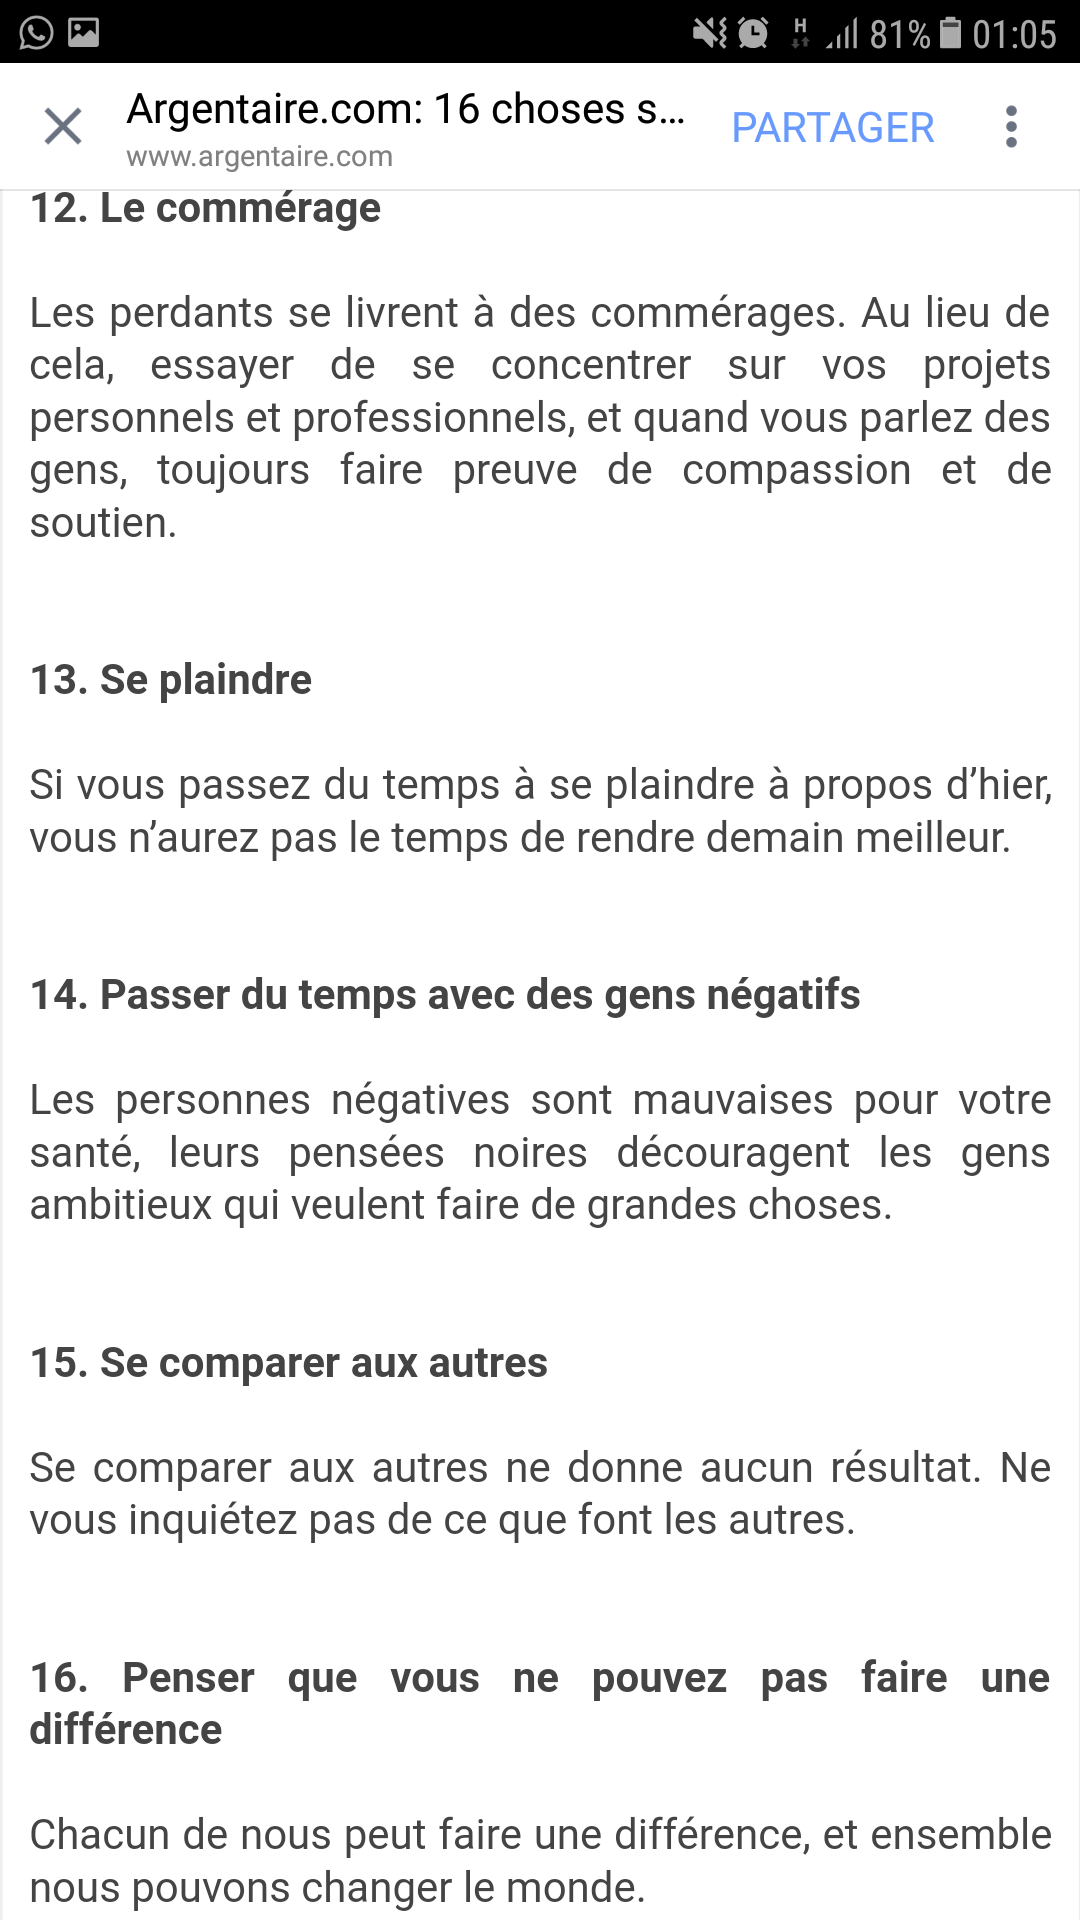 H 81% 01:05
Argentaire.com: 16 choses s... PARTAGER
www.argentaire.com
12. Le commérage
Les perdants se livrent à des commérages. Au lieu de
cela, essayer de se concentrer sur vos projets
personnels et professionnels, et quand vous parlez des
gens, toujours faire preuve de compassion et de
soutien.
13. Se plaindre
Si vous passez du temps à se plaindre à propos d’hier,
vous n’aurez pas le temps de rendre demain meilleur.
14. Passer du temps avec des gens négatifs
Les personnes négatives sont mauvaises pour votre
santé, leurs pensées noires découragent les gens
ambitieux qui veulent faire de grandes choses.
15. Se comparer aux autres
Se comparer aux autres ne donne aucun résultat. Ne
vous inquiétez pas de ce que font les autres.
16. Penser que vous ne pouvez pas faire une
différence
Chacun de nous peut faire une différence, et ensemble
nous pouvons changer le monde.